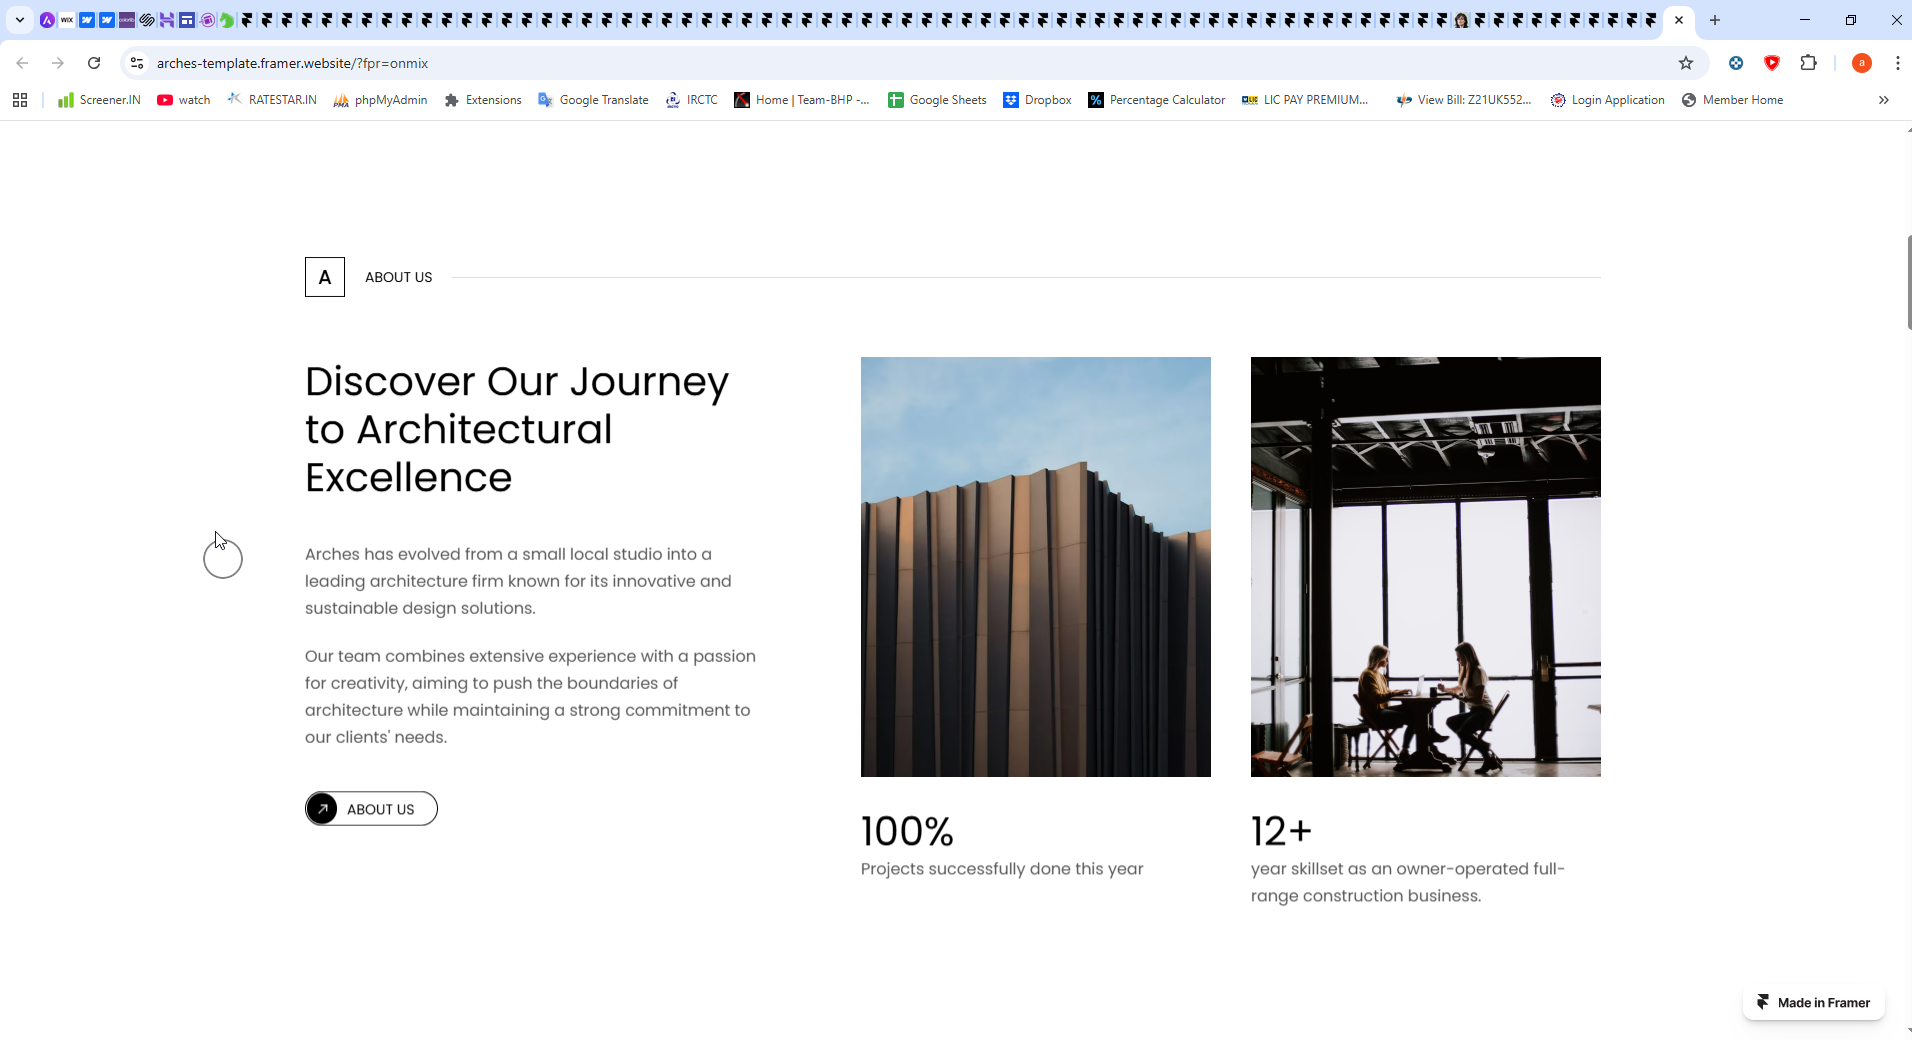 arches-template.framer.website/?fpr=onmix
a
Screener.IN
watch
RATESTAR.IN
phpMyAdmin
Extensions
Google Translate
IRCTC
Home | Team-BHP -...
Google Sheets
Dropbox
Percentage Calculator
LIC PAY PREMIUM...
View Bill: Z21UK552...
Login Application
Member Home
A
ABOUT US
Discover Our Journey
to Architectural
Excellence
Arches has evolved from a small local studio into a
leading architecture firm known for its innovative and
sustainable design solutions.
Our team combines extensive experience with a passion
for creativity, aiming to push the boundaries of
architecture while maintaining a strong commitment to
our clients' needs.
ABOUT US
100%
Projects successfully done this year
12+
year skillset as an owner-operated full-
range construction business.
Made in Framer